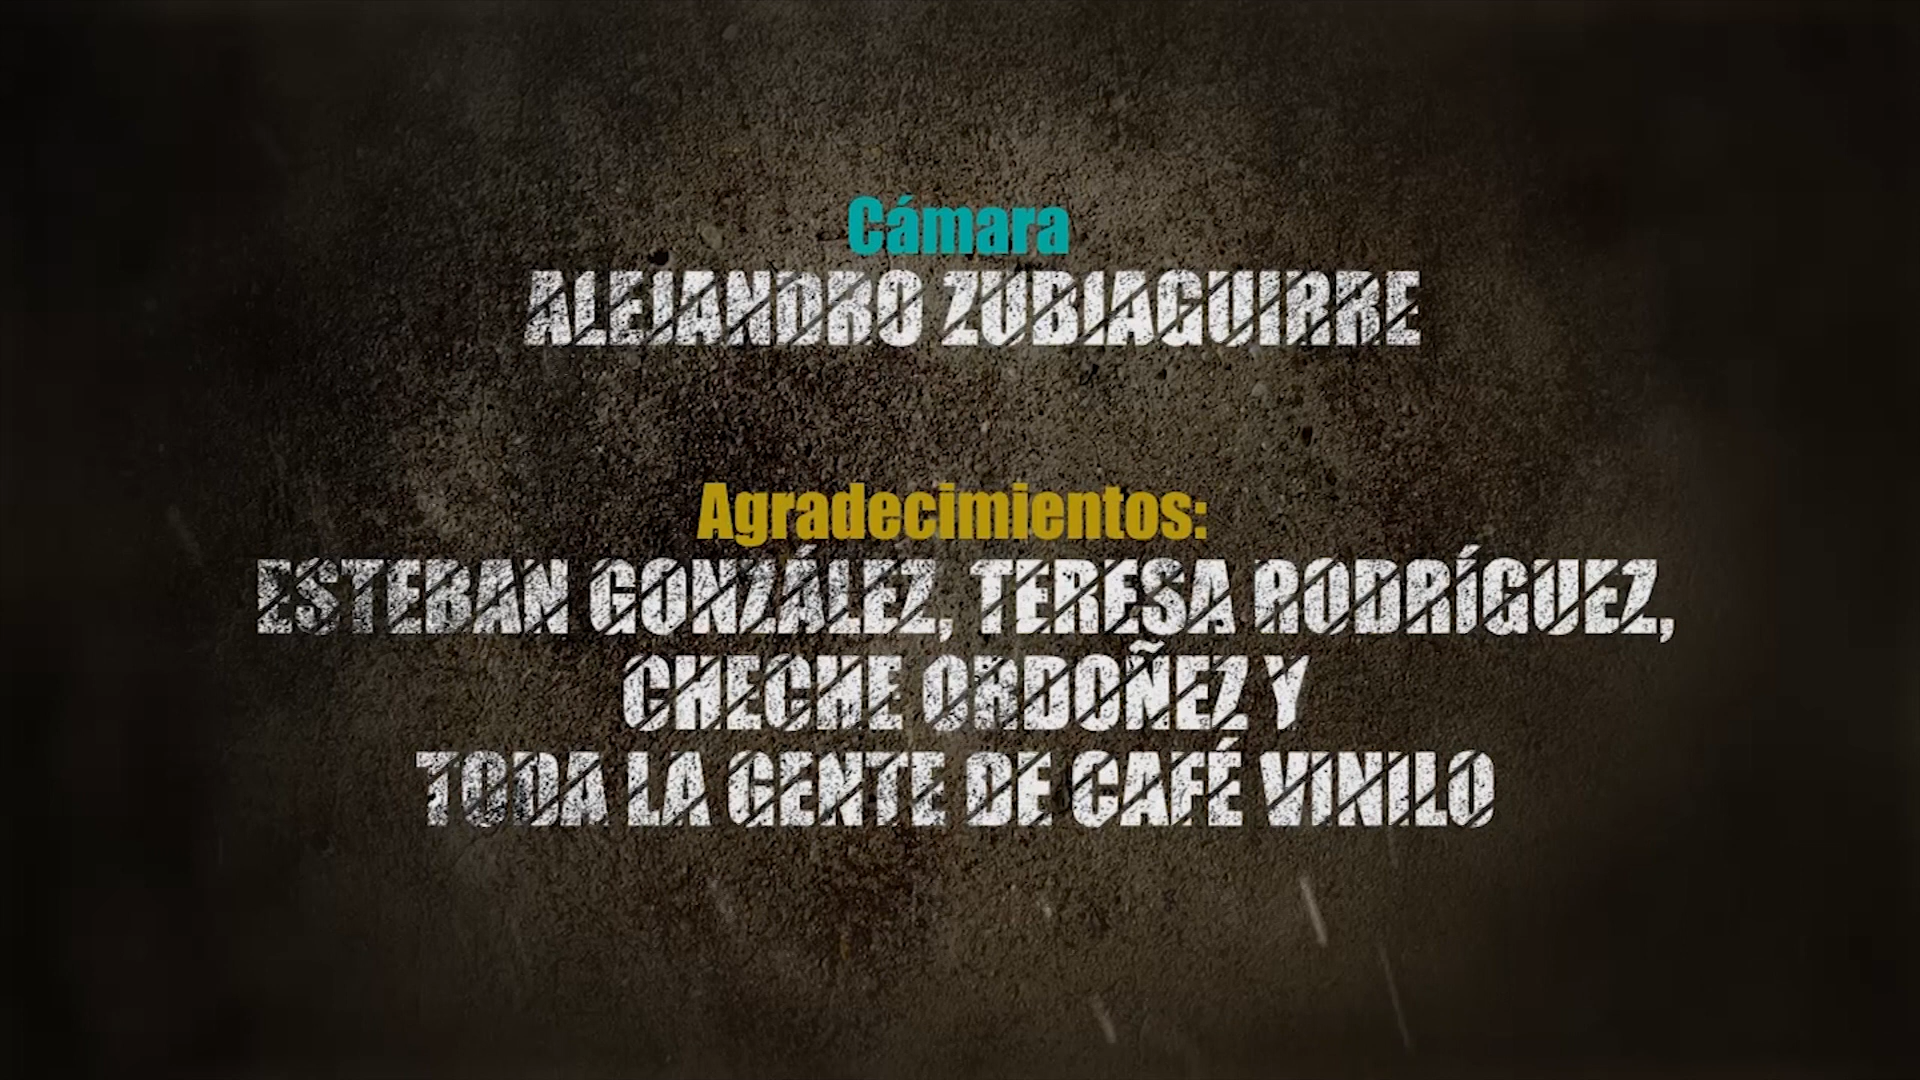 Cámara
ALEJANDRO ZUBIAGUIRRE
Agradecimientos:
ESTEBAN GONZÁLEZ, TERESA RODRÍGUEZ,
CHECHE ORDOÑEZ Y
TODA LA GENTE DE CAFÉ VINILO